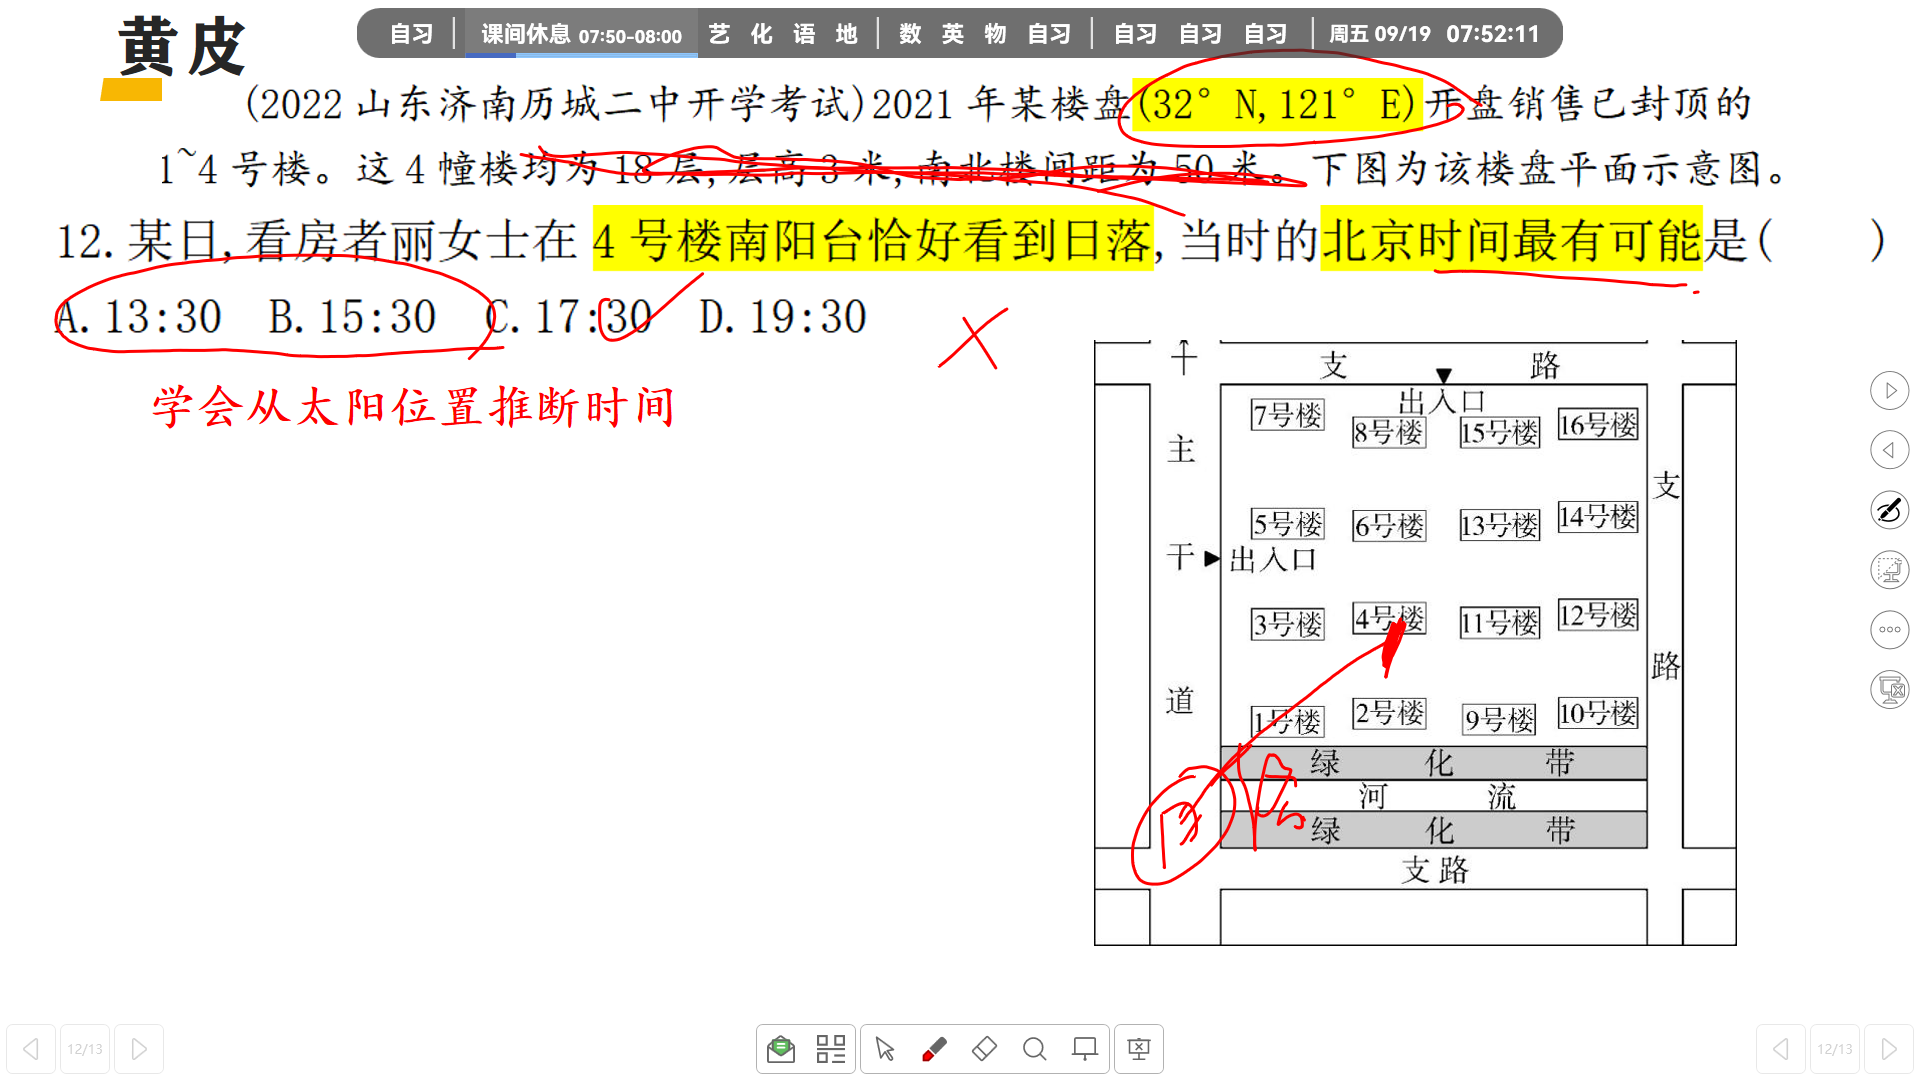 黄皮
自习 课间休息 07:50-08:00 艺 化 语 地 数 英 物 自习 自习 自习 自习 周五 09/19 07:52:11
(2022山东济南历城二中开学考试)2021年某楼盘(32° N,121° E)开盘销售已封顶的
1~4号楼。这4幢楼均为18层,层高3米,南北楼间距为50米。下图为该楼盘平面示意图。
12.某日,看房者丽女士在4号楼南阳台恰好看到日落,当时的北京时间最有可能是( )
A.13:30 B.15:30 C.17:30 D.19:30
学会从太阳位置推断时间
支 路
出入口
7号楼 8号楼 15号楼 16号楼
主
支
5号楼 6号楼 13号楼 14号楼
干 出入口
3号楼 4号楼 11号楼 12号楼
路
道
1号楼 2号楼 9号楼 10号楼
绿 化 带
河 流
绿 化 带
支路
12/13
12/13